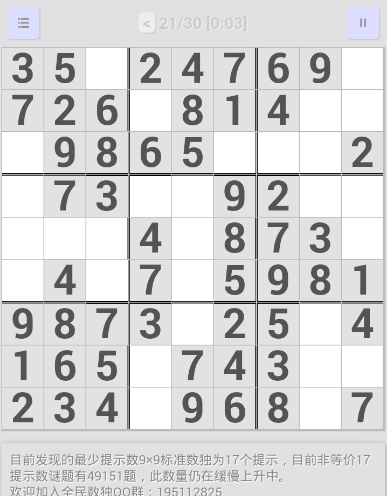 < 21/30 [0:03]
3 5 2 4 7 6 9
7 2 6 8 1 4
9 8 6 5 2
7 3 9 2
4 8 7 3
4 7 5 9 8 1
9 8 7 3 2 5 4
1 6 5 7 4 3
2 3 4 9 6 8 7
目前发现的最少提示数9×9标准数独为17个提示，目前非等价17
提示数谜题有49151题，此数量仍在缓慢上升中。
欢迎加入全民数独QQ群：195112825